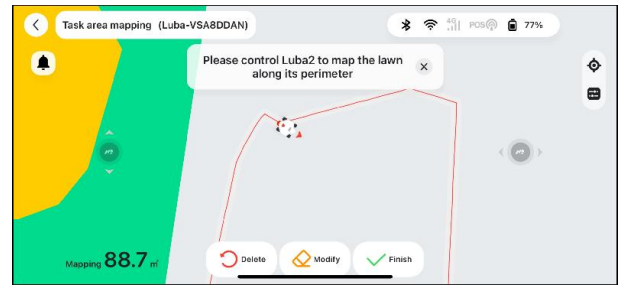 Task area mapping (Luba-VSA8DDAN)
4G
POS
77%
Please control Luba2 to map the lawn
along its perimeter
Mapping 88.7 ㎡
Delete
Modify
Finish